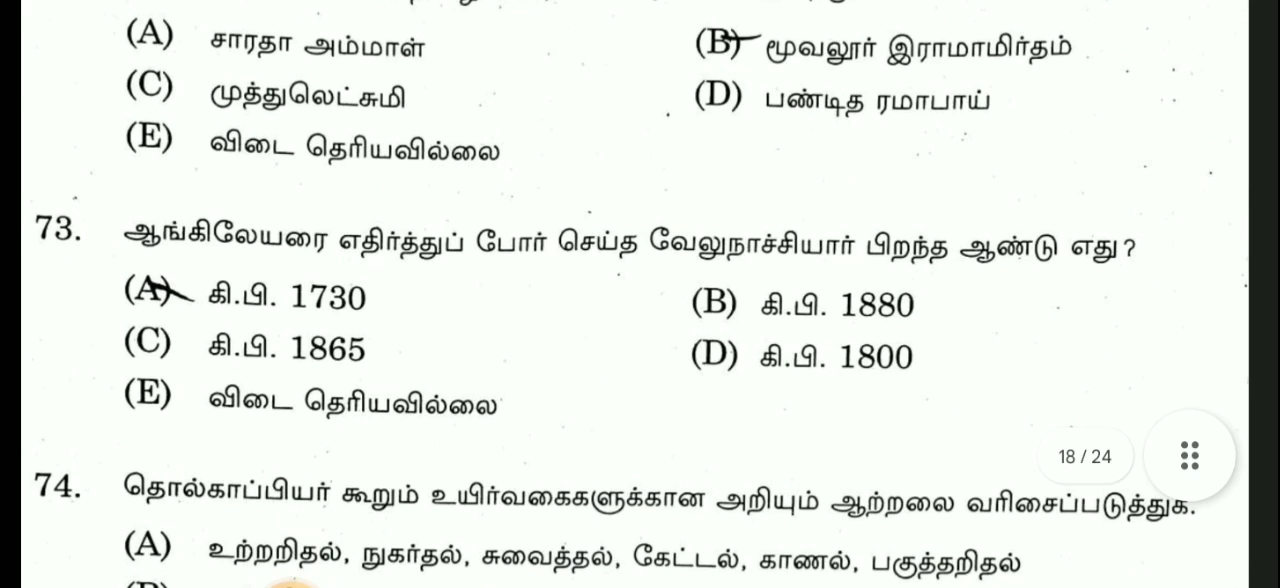 (A) சாரதா அம்மாள் (B) மூவலூர் இராமாமிர்தம்
(C) முத்துலெட்சுமி (D) பண்டித ரமாபாய்
(E) விடை தெரியவில்லை
73. ஆங்கிலேயரை எதிர்த்துப் போர் செய்த வேலுநாச்சியார் பிறந்த ஆண்டு எது?
(A) கி.பி. 1730 (B) கி.பி. 1880
(C) கி.பி. 1865 (D) கி.பி. 1800
(E) விடை தெரியவில்லை
18 / 24
74. தொல்காப்பியர் கூறும் உயிர்வகைகளுக்கான அறியும் ஆற்றலை வரிசைப்படுத்துக.
(A) உற்றறிதல், நுகர்தல், சுவைத்தல், கேட்டல், காணல், பகுத்தறிதல்